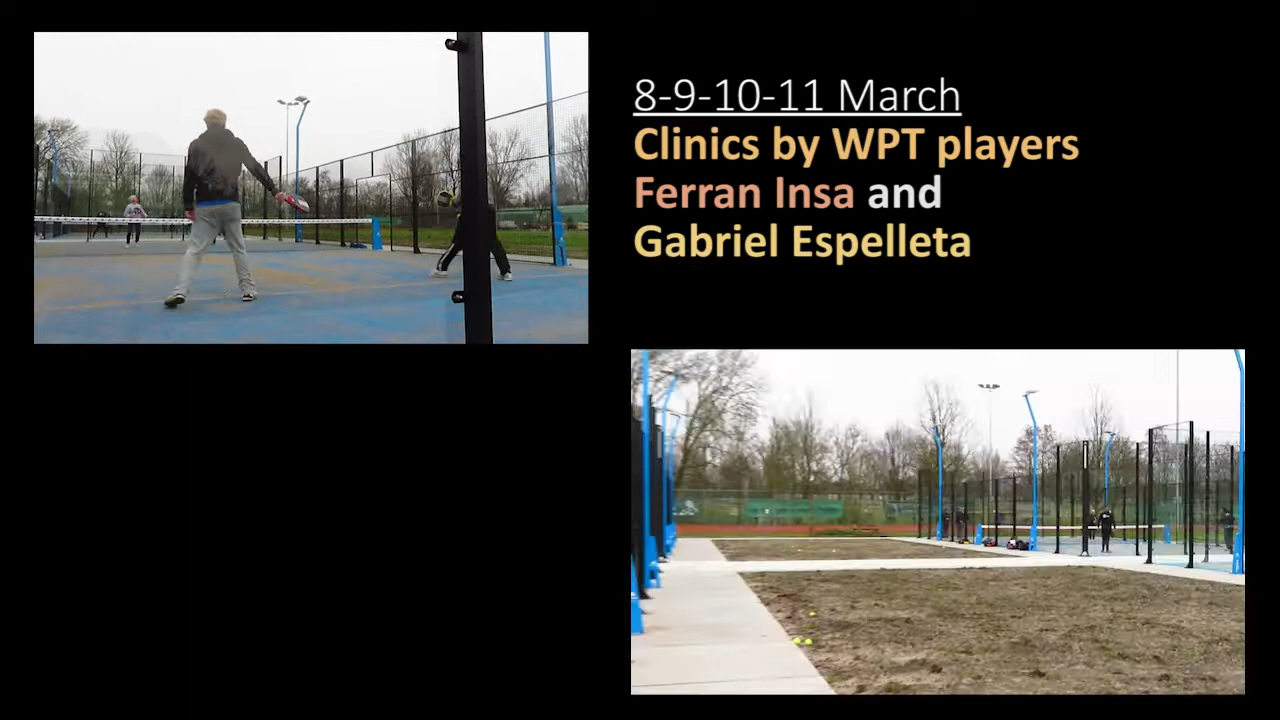 8-9-10-11 March
Clinics by WPT players
Ferran Insa and
Gabriel Espelleta